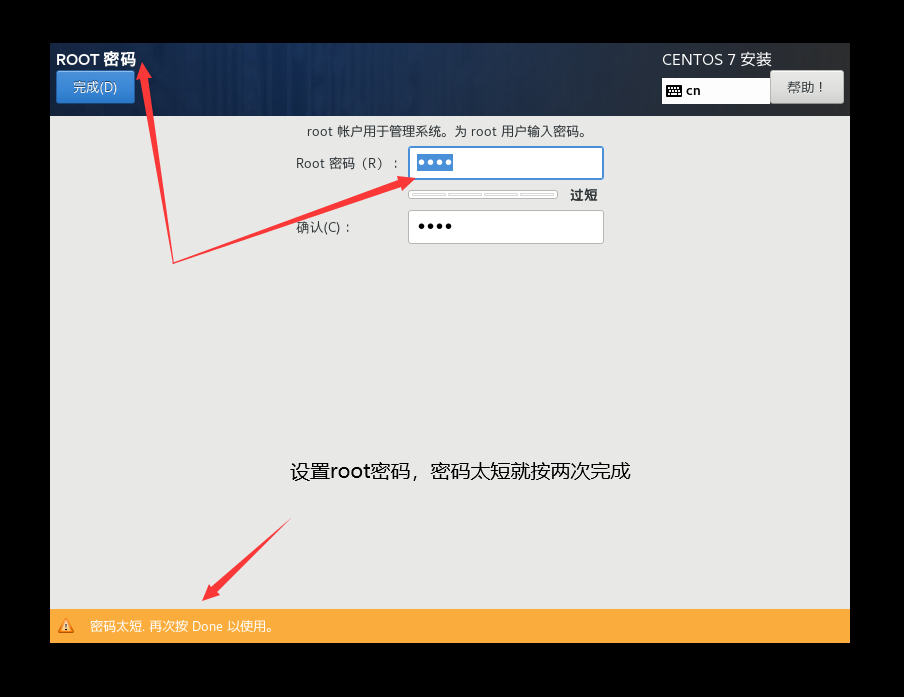 ROOT 密码
CENTOS 7 安装
完成(D)
cn
帮助！
root 帐户用于管理系统。为 root 用户输入密码。
Root 密码（R）：
••••
过短
确认(C)：
••••
设置root密码，密码太短就按两次完成
密码太短. 再次按 Done 以使用。